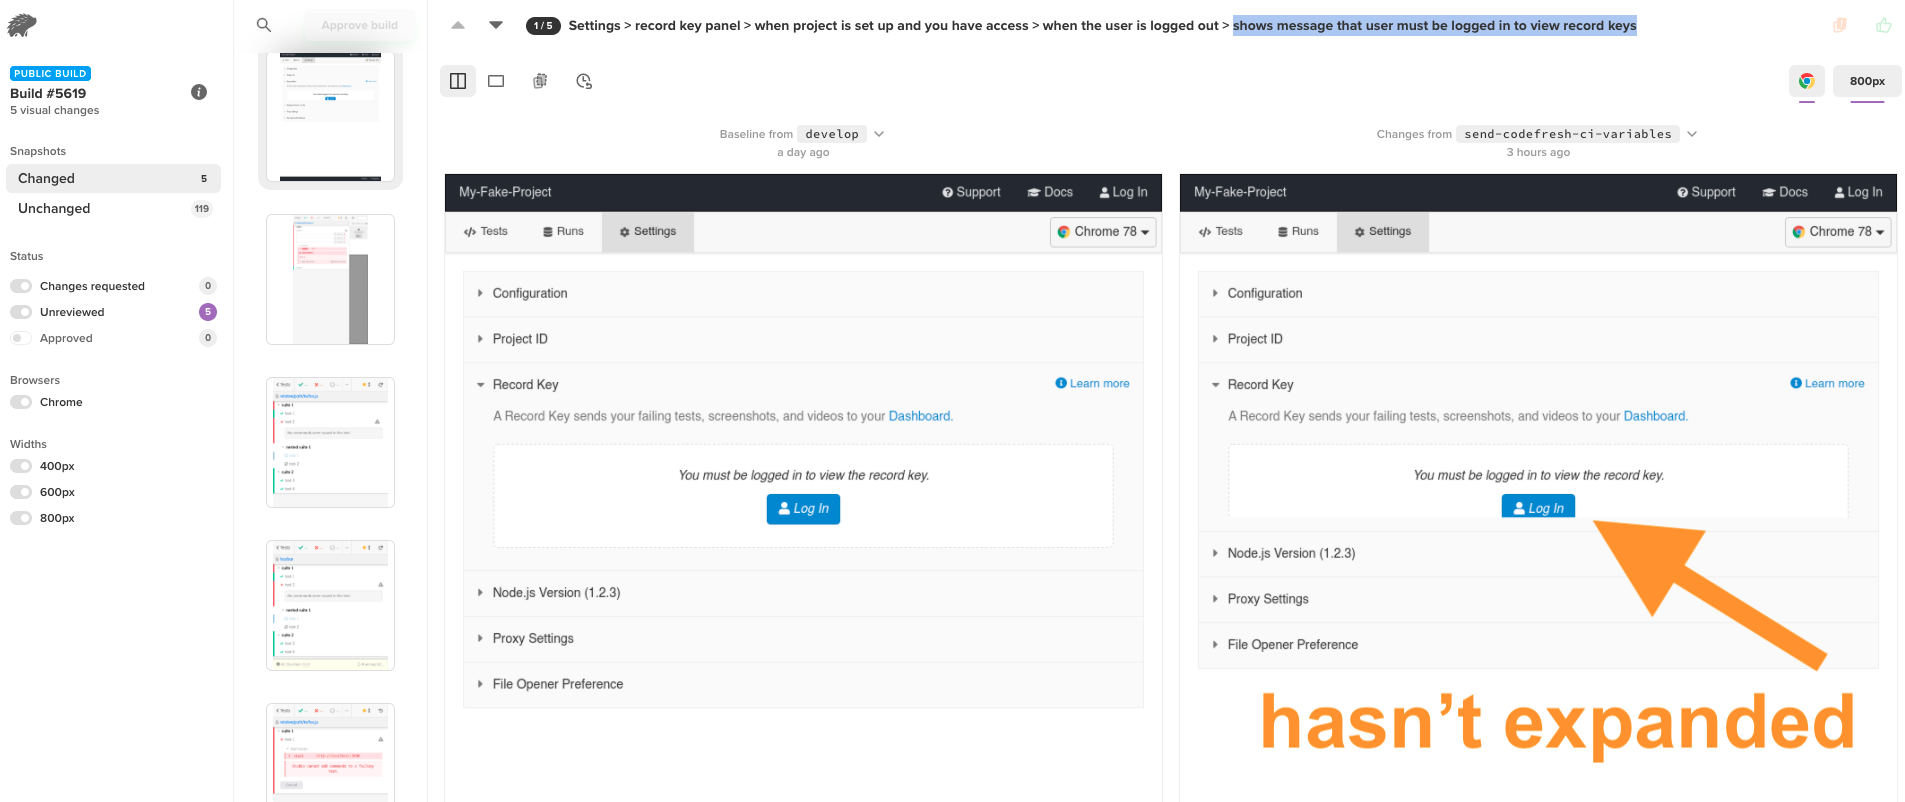 Approve build
1 / 5 Settings > record key panel > when project is set up and you have access > when the user is logged out > shows message that user must be logged in to view record keys
PUBLIC BUILD
Build #5619
5 visual changes
Snapshots
Changed 5
Unchanged 119
Status
Changes requested 0
Unreviewed 5
Approved 0
Browsers
Chrome
Widths
400px
600px
800px
800px
Baseline from develop
a day ago
My-Fake-Project Support Docs Log In
Tests Runs Settings Chrome 78
Configuration
Project ID
Record Key Learn more
A Record Key sends your failing tests, screenshots, and videos to your Dashboard.
You must be logged in to view the record key.
Log In
Node.js Version (1.2.3)
Proxy Settings
File Opener Preference
Changes from send-codefresh-ci-variables
3 hours ago
My-Fake-Project Support Docs Log In
Tests Runs Settings Chrome 78
Configuration
Project ID
Record Key Learn more
A Record Key sends your failing tests, screenshots, and videos to your Dashboard.
You must be logged in to view the record key.
Log In
Node.js Version (1.2.3)
Proxy Settings
File Opener Preference
hasn't expanded